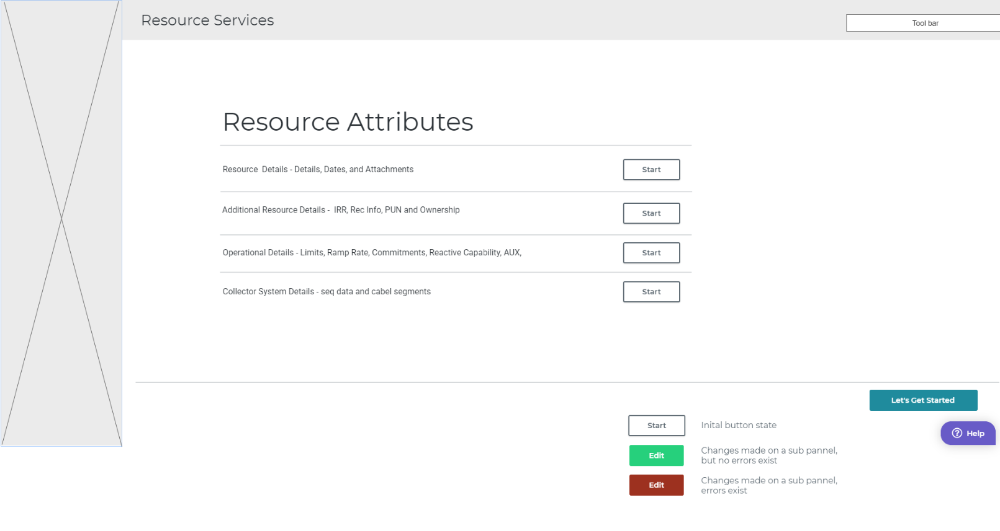 Resource Services
Tool bar
Resource Attributes
Resource  Details - Details, Dates, and Attachments
Start
Additional Resource Details -  IRR, Rec Info, PUN and Ownership
Start
Operational Details - Limits, Ramp Rate, Commitments, Reactive Capability, AUX,
Start
Collector System Details - seq data and cabel segments
Start
Let's Get Started
Start
Inital button state
Help
Edit
Changes made on a sub pannel,
but no errors exist
Edit
Changes made on a sub pannel,
errors exist